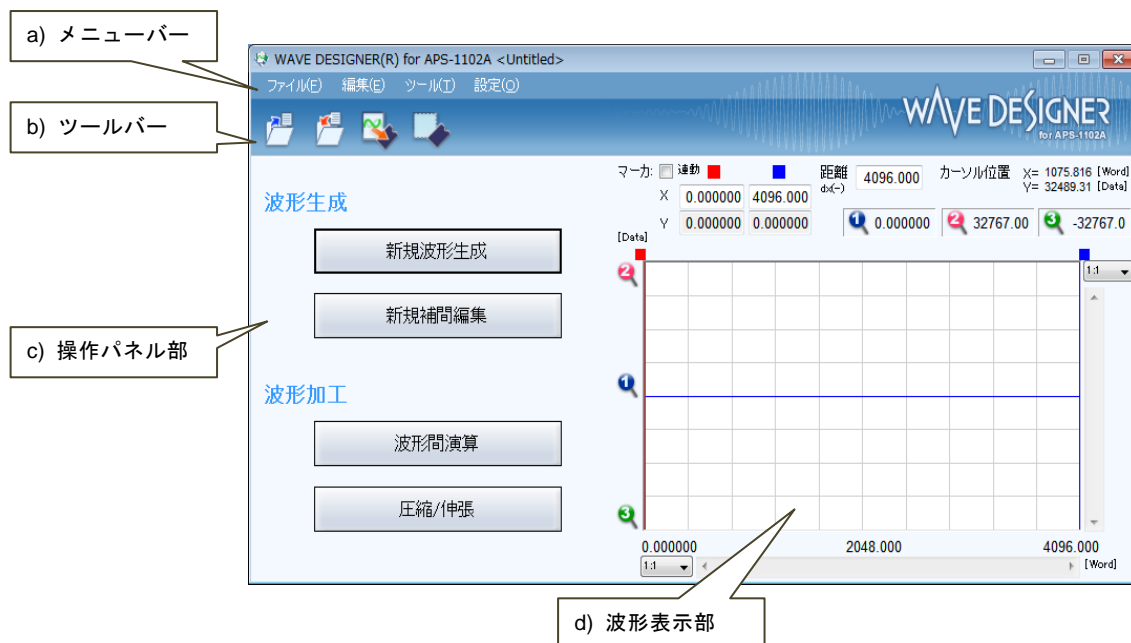 a) メニューバー
WAVE DESIGNER(R) for APS-1102A <Untitled>
ファイル(F) 編集(E) ツール(T) 設定(O)
WAVE DESIGNER
for APS-1102A
b) ツールバー
マーカ: 連動 距離 dx(-) 4096.000 カーソル位置 X= 1075.816 [Word]
Y= 32489.31 [Data]
X 0.000000 4096.000
Y 0.000000 0.000000 1 0.000000 2 32767.00 3 -32767.0
[Data]
波形生成
新規波形生成
新規補間編集
c) 操作パネル部
波形加工
波形間演算
圧縮/伸張
2
1:1
1
3
0.000000 2048.000 4096.000
1:1 [Word]
d) 波形表示部